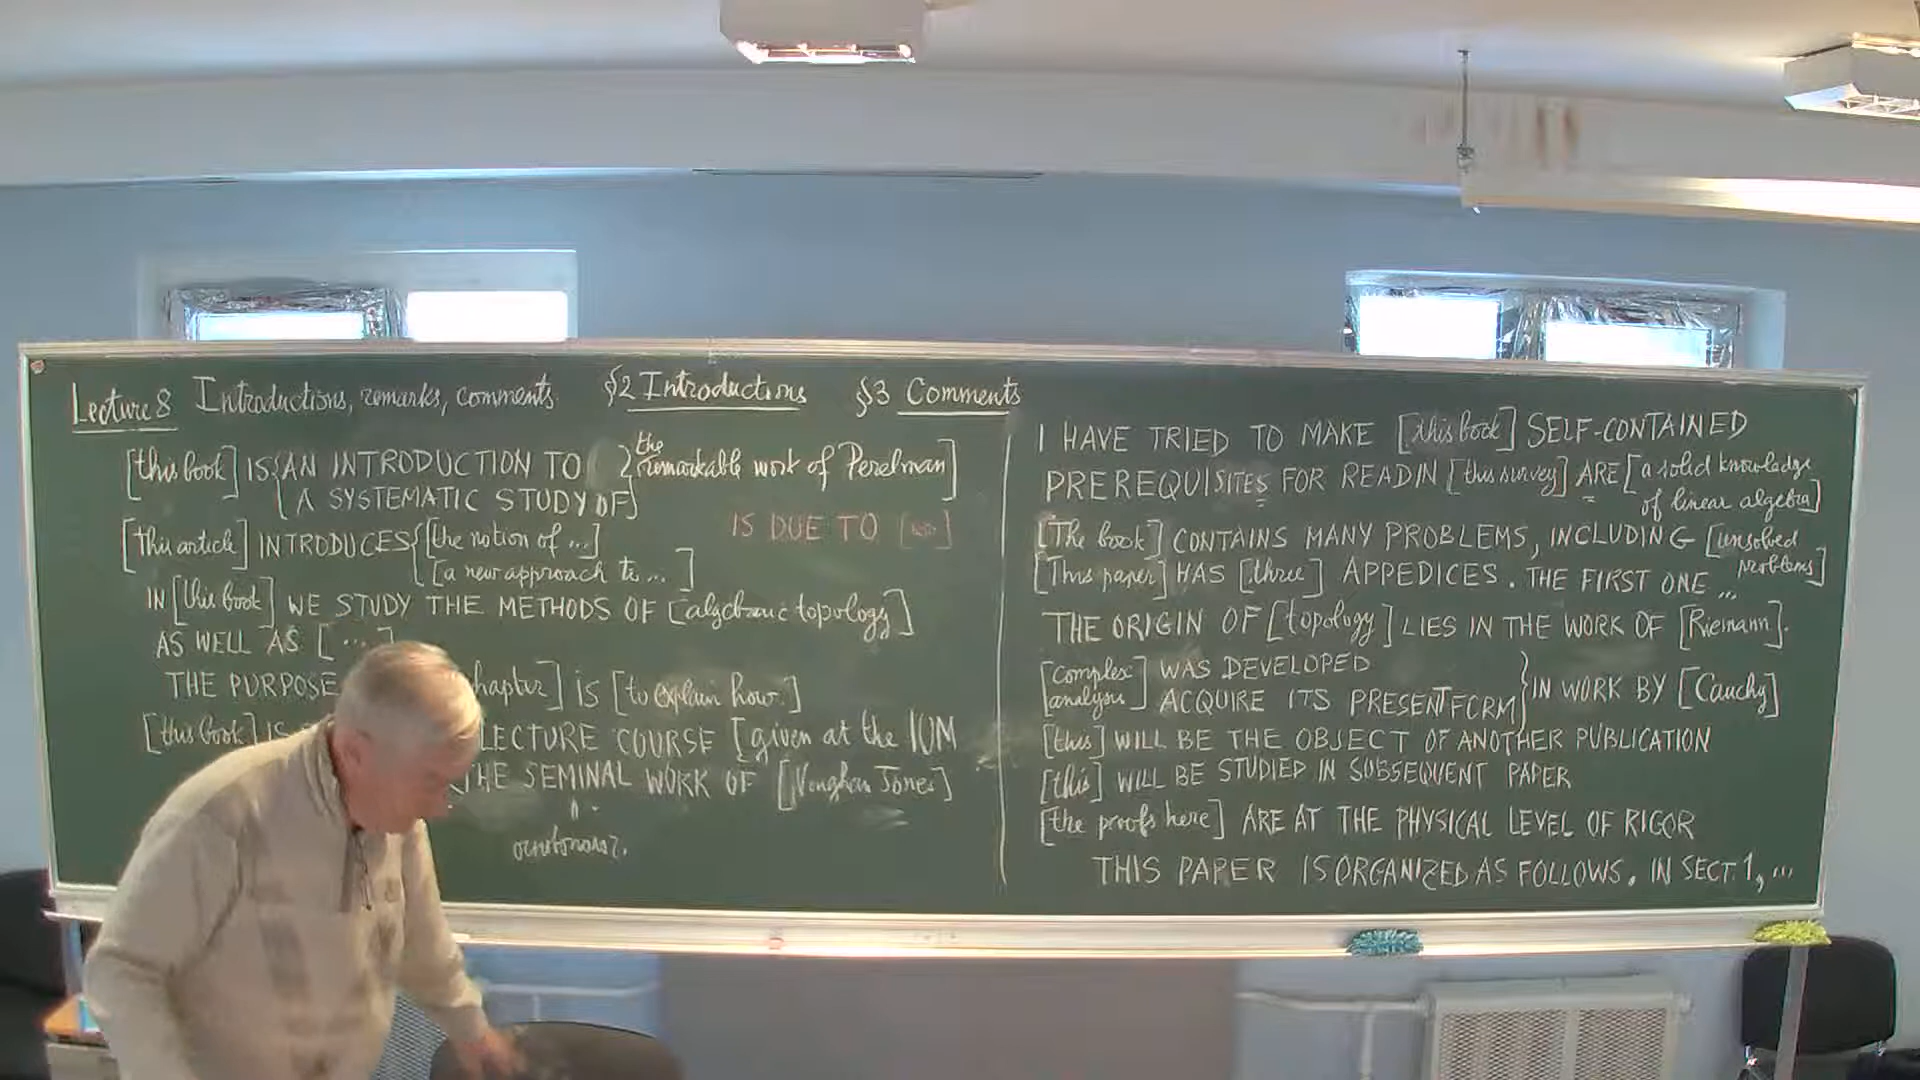 Lecture 8 Introductions, remarks, comments. §2 Introductions §3 Comments
[this book] IS { AN INTRODUCTION TO } [the remarkable work of Perelman]
{ A SYSTEMATIC STUDY OF }
IS DUE TO
[this article] INTRODUCES { [the notion of ...]
[a new approach to ... ]
IN [this book] WE STUDY THE METHODS OF [algebraic topology]
AS WELL AS [ ... ]
THE PURPOSE chapter] IS [to explain how.]
[this book] IS LECTURE COURSE [given at the IUM
THE SEMINAL WORK OF [Vaughan Jones]
I HAVE TRIED TO MAKE [this book] SELF-CONTAINED
PREREQUISITES FOR READIN [this survey] ARE [a solid knowledge
of linear algebra]
[The book] CONTAINS MANY PROBLEMS, INCLUDING [unsolved
problems]
[This paper] HAS [three] APPEDICES. THE FIRST ONE ...
THE ORIGIN OF [topology] LIES IN THE WORK OF [Riemann].
[complex analysis] WAS DEVELOPED
ACQUIRE ITS PRESENT FORM } IN WORK BY [Cauchy]
[this] WILL BE THE OBJECT OF ANOTHER PUBLICATION
[this] WILL BE STUDIED IN SUBSEQUENT PAPER
[the proofs here] ARE AT THE PHYSICAL LEVEL OF RIGOR
THIS PAPER IS ORGANIZED AS FOLLOWS. IN SECT. 1, ...